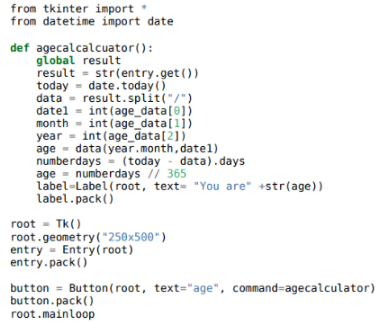 from tkinter import *
from datetime import date
def agecalcalcuator():
global result
result = str(entry.get())
today = date.today()
data = result.split("/")
date1 = int(age_data[0])
month = int(age_data[1])
year = int(age_data[2])
age = data(year.month,date1)
numberdays = (today - data).days
age = numberdays // 365
label=Label(root, text= "You are" +str(age))
label.pack()
root = Tk()
root.geometry("250x500")
entry = Entry(root)
entry.pack()
button = Button(root, text="age", command=agecalculator)
button.pack()
root.mainloop